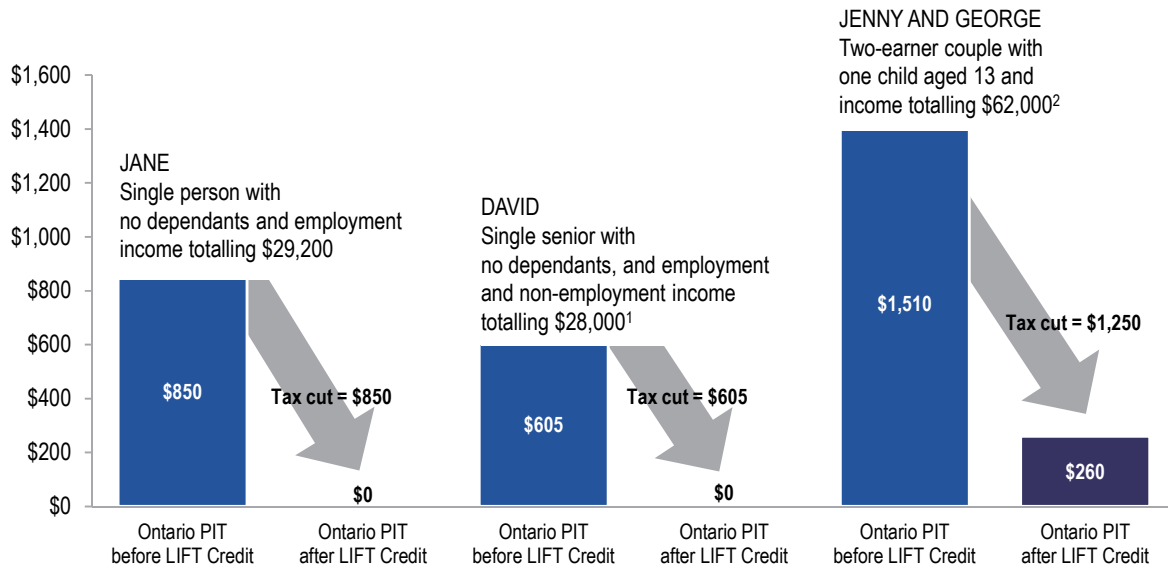 JENNY AND GEORGE
Two-earner couple with
one child aged 13 and
income totalling $62,000²
$1,600
$1,400
$1,200
$1,000
$800
$600
$400
$200
$0
JANE
Single person with
no dependants and employment
income totalling $29,200
DAVID
Single senior with
no dependants, and employment
and non-employment income
totalling $28,000¹
$850
Tax cut = $850
$0
$605
Tax cut = $605
$0
$1,510
Tax cut = $1,250
$260
Ontario PIT
before LIFT Credit
Ontario PIT
after LIFT Credit
Ontario PIT
before LIFT Credit
Ontario PIT
after LIFT Credit
Ontario PIT
before LIFT Credit
Ontario PIT
after LIFT Credit